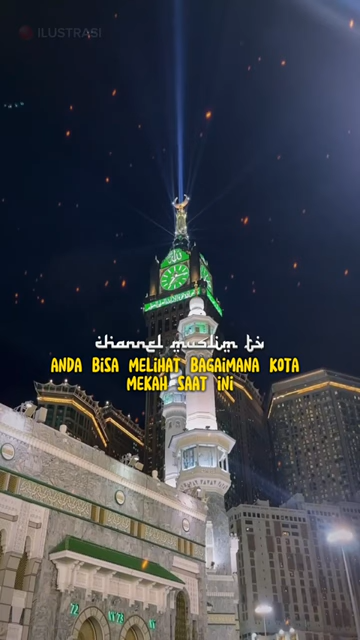 ILUSTRASI
channel muslim tv
ANDA BISA MELIHAT BAGAIMANA KOTA
MEKAH SAAT INI